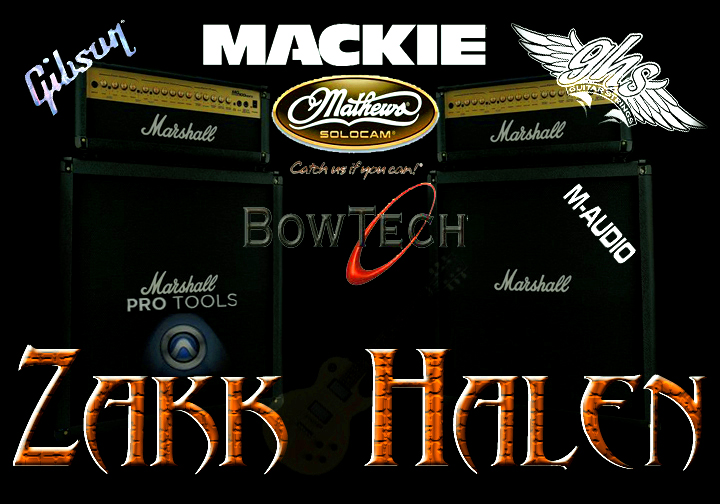 Gibson
MACKIE
ghs
GUITAR STRINGS
Marshall
Mathews
SOLOCAM®
Catch us if you can!®
Marshall
BOWTECH
M-AUDIO
Marshall
PRO TOOLS
Marshall
ZAKK HALEN